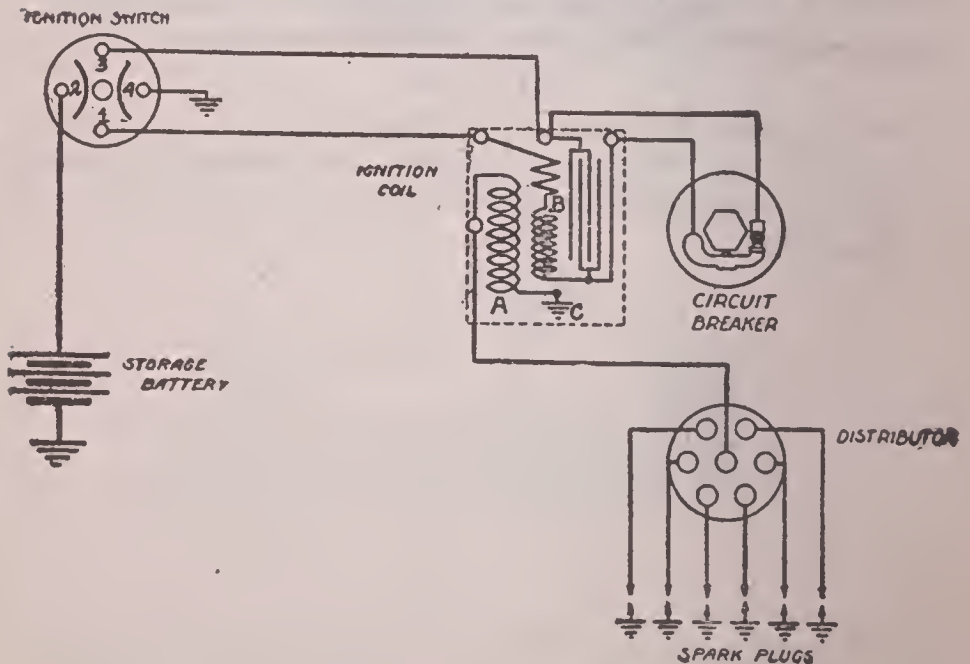 IGNITION SWITCH
3
2
4
1
IGNITION
COIL
B
A
C
CIRCUIT
BREAKER
STORAGE
BATTERY
DISTRIBUTOR
SPARK PLUGS